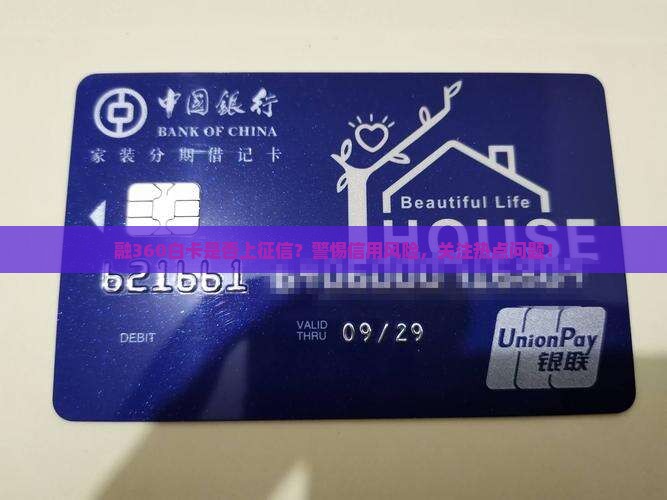 中国銀行
BANK OF CHINA
家装分期借记卡
Beautiful Life
HOUSE
融360白卡是否上征信？警惕信用风险，关注热点问题！
621661
DEBIT
VALID
THRU
09/29
UnionPay
银联